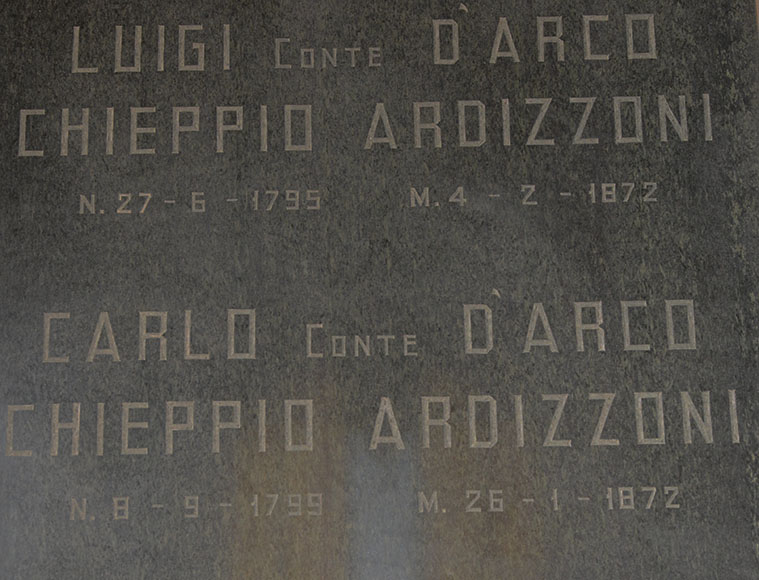 LUIGI CONTE D'ARCO
CHIEPPIO ARDIZZONI
N. 27 - 6 - 1795 M. 4 - 2 - 1872
CARLO CONTE D'ARCO
CHIEPPIO ARDIZZONI
N. 8 - 9 - 1799 M. 26 - 1 - 1872